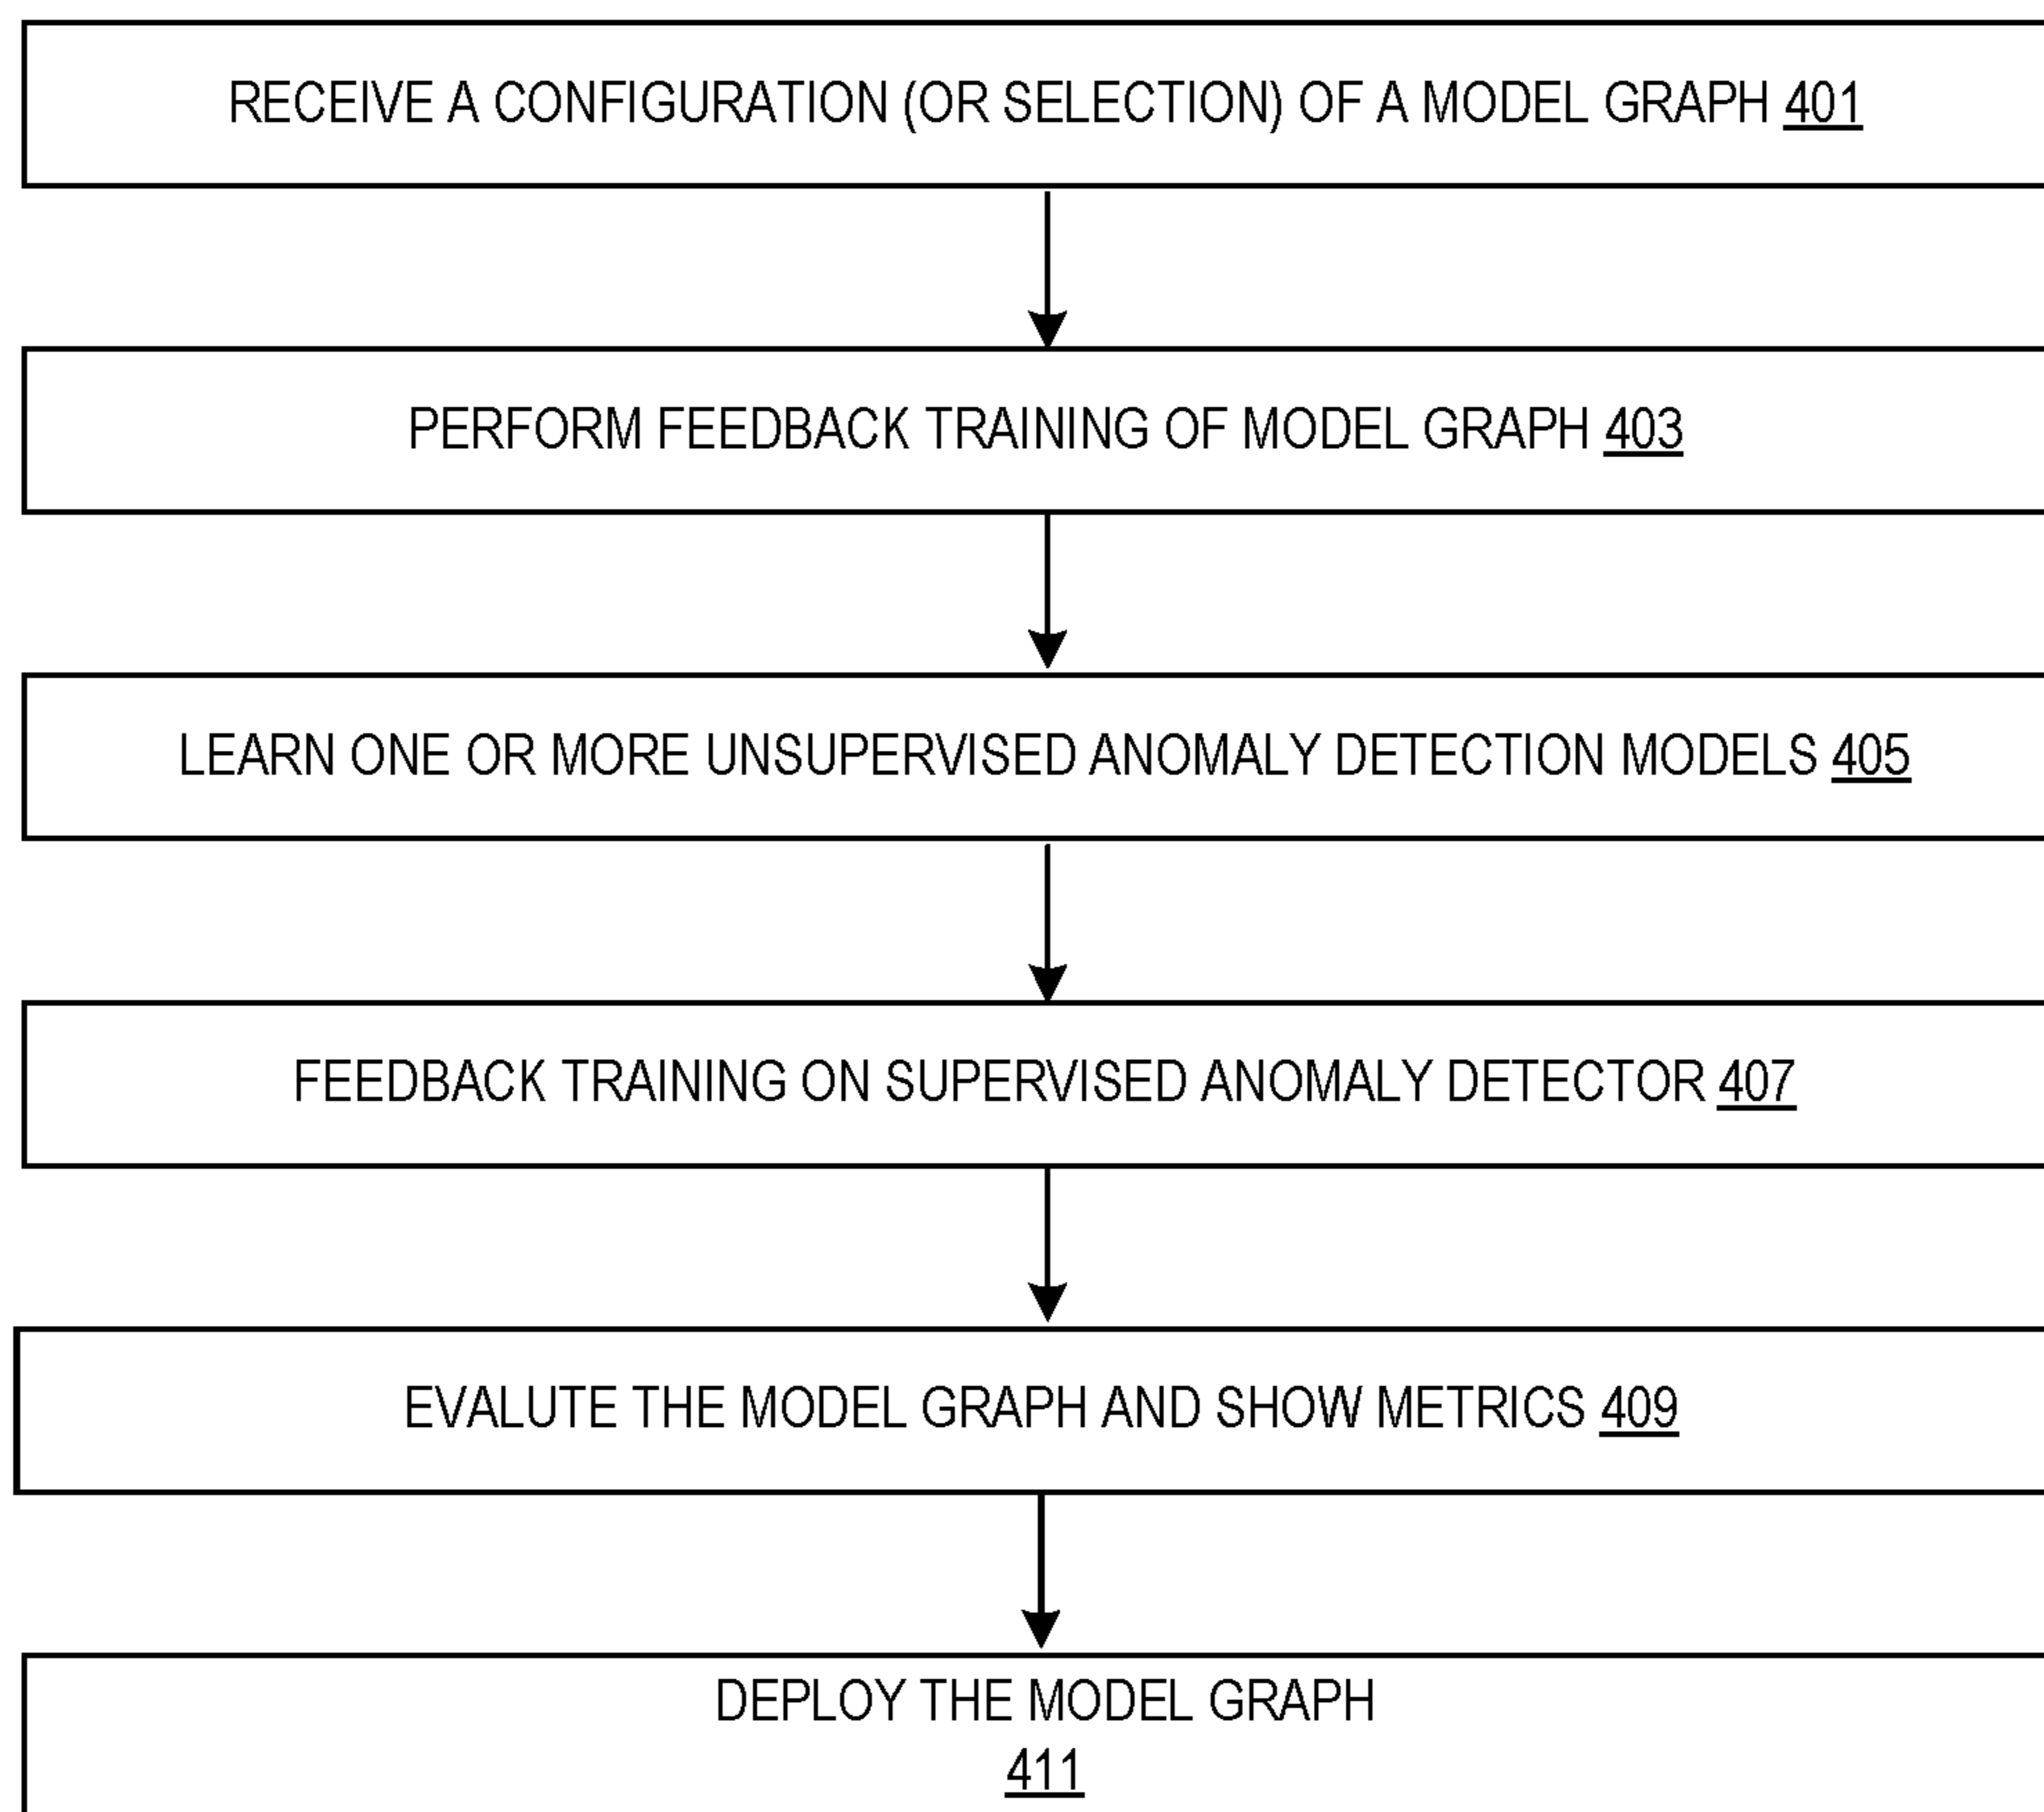 RECEIVE A CONFIGURATION (OR SELECTION) OF A MODEL GRAPH 401
PERFORM FEEDBACK TRAINING OF MODEL GRAPH 403
LEARN ONE OR MORE UNSUPERVISED ANOMALY DETECTION MODELS 405
FEEDBACK TRAINING ON SUPERVISED ANOMALY DETECTOR 407
EVALUTE THE MODEL GRAPH AND SHOW METRICS 409
DEPLOY THE MODEL GRAPH
411